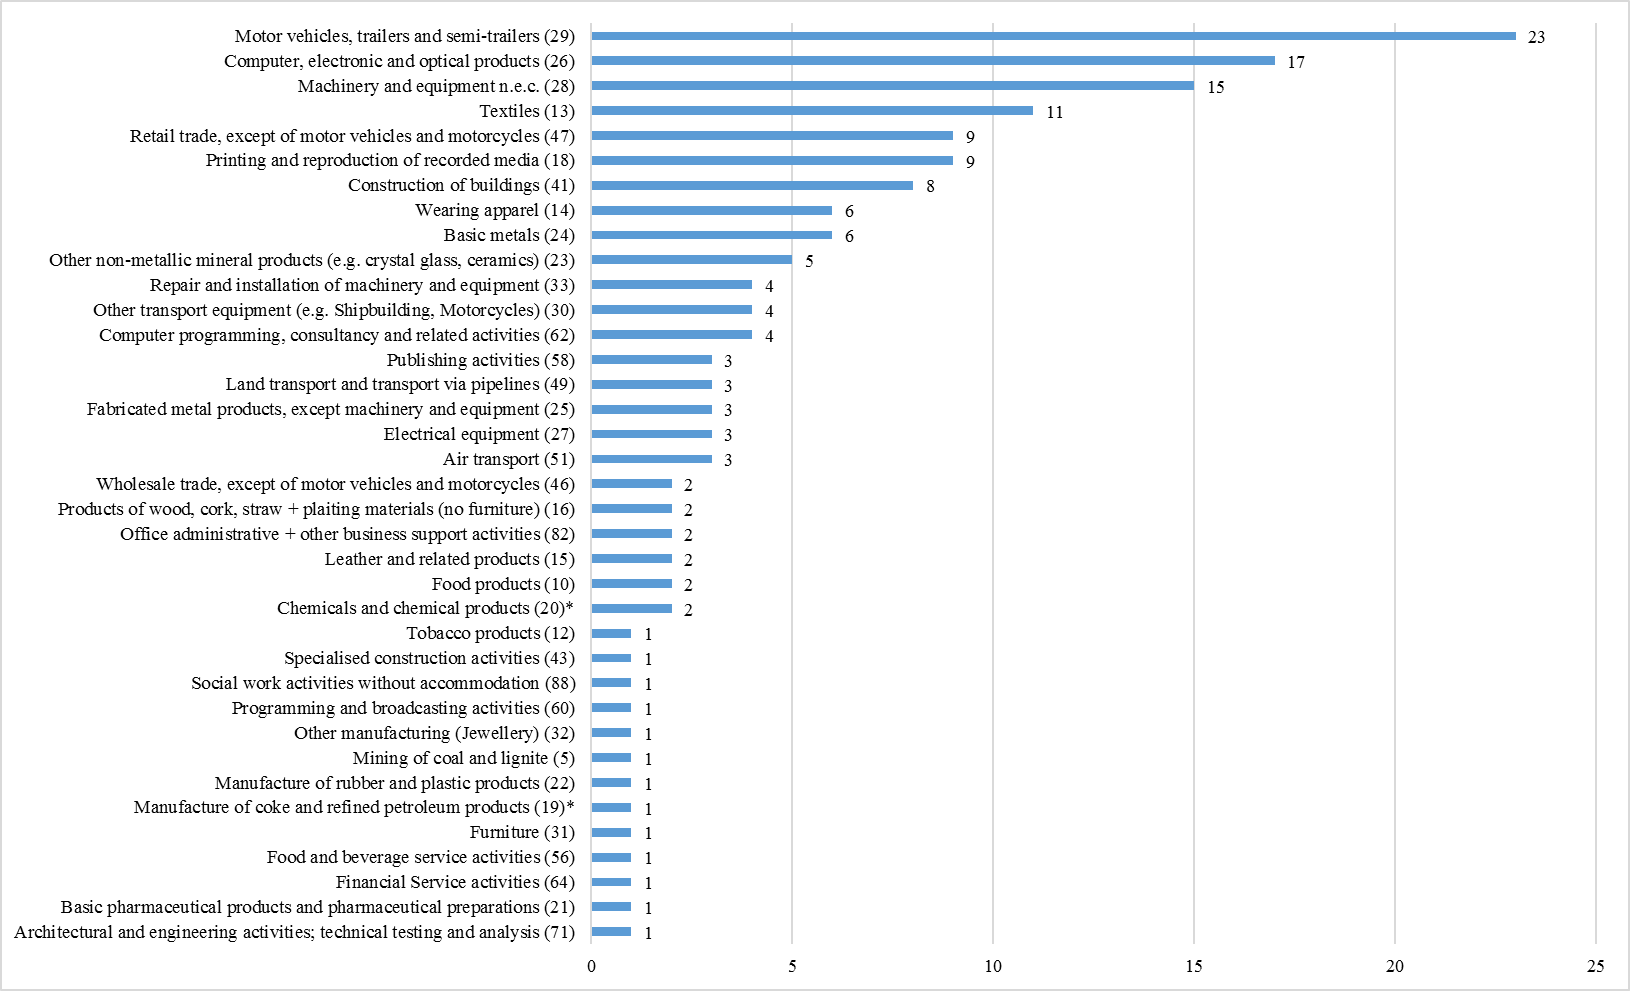 Motor vehicles, trailers and semi-trailers (29) 23
Computer, electronic and optical products (26) 17
Machinery and equipment n.e.c. (28) 15
Textiles (13) 11
Retail trade, except of motor vehicles and motorcycles (47) 9
Printing and reproduction of recorded media (18) 9
Construction of buildings (41) 8
Wearing apparel (14) 6
Basic metals (24) 6
Other non-metallic mineral products (e.g. crystal glass, ceramics) (23) 5
Repair and installation of machinery and equipment (33) 4
Other transport equipment (e.g. Shipbuilding, Motorcycles) (30) 4
Computer programming, consultancy and related activities (62) 4
Publishing activities (58) 3
Land transport and transport via pipelines (49) 3
Fabricated metal products, except machinery and equipment (25) 3
Electrical equipment (27) 3
Air transport (51) 3
Wholesale trade, except of motor vehicles and motorcycles (46) 2
Products of wood, cork, straw + plaiting materials (no furniture) (16) 2
Office administrative + other business support activities (82) 2
Leather and related products (15) 2
Food products (10) 2
Chemicals and chemical products (20)* 2
Tobacco products (12) 1
Specialised construction activities (43) 1
Social work activities without accommodation (88) 1
Programming and broadcasting activities (60) 1
Other manufacturing (Jewellery) (32) 1
Mining of coal and lignite (5) 1
Manufacture of rubber and plastic products (22) 1
Manufacture of coke and refined petroleum products (19)* 1
Furniture (31) 1
Food and beverage service activities (56) 1
Financial Service activities (64) 1
Basic pharmaceutical products and pharmaceutical preparations (21) 1
Architectural and engineering activities; technical testing and analysis (71) 1
0 5 10 15 20 25